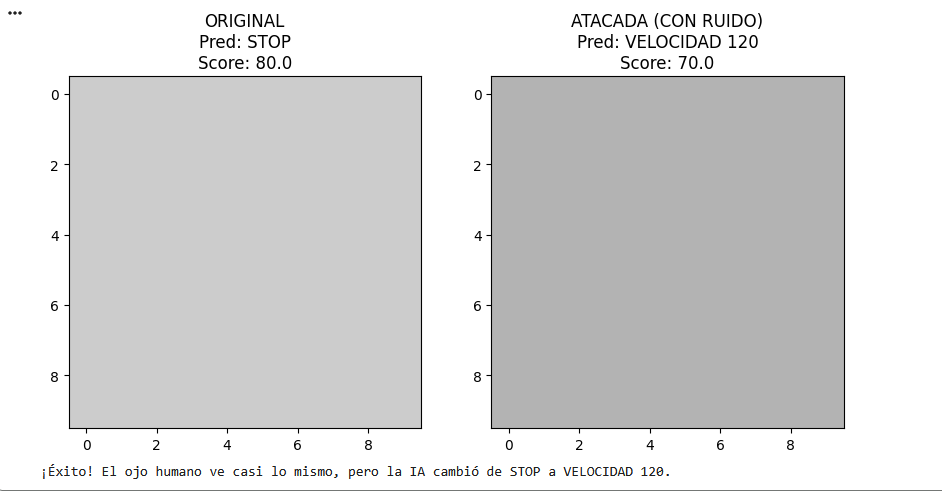 •••
ORIGINAL
Pred: STOP
Score: 80.0
ATACADA (CON RUIDO)
Pred: VELOCIDAD 120
Score: 70.0
0
2
4
6
8
0 2 4 6 8
0
2
4
6
8
0 2 4 6 8
¡Éxito! El ojo humano ve casi lo mismo, pero la IA cambió de STOP a VELOCIDAD 120.